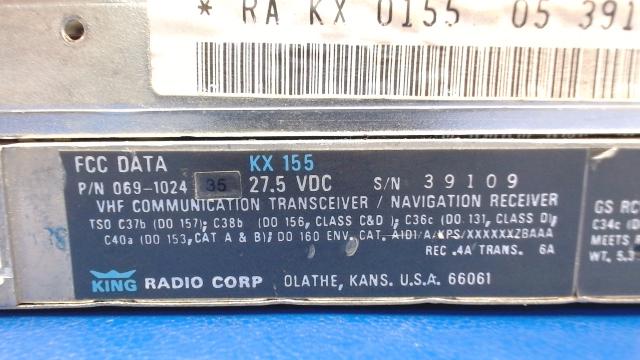 * RA KX 0155 05 391
FCC DATA KX 155
P/N 069-1024 35 27.5 VDC S/N 39109
VHF COMMUNICATION TRANSCEIVER / NAVIGATION RECEIVER
TSO C37b (DO 157); C38b (DO 156, CLASS C&D); C36c (DO 131, CLASS D);
C40a (DO 153, CAT A & B); DO 160 ENV. CAT. A1D1/A/KPS/XXXXXXZBAAA
REC .4A TRANS. 6A
KING RADIO CORP OLATHE, KANS. U.S.A. 66061
GS RC
C34c (D
MEETS
WT. 5.3